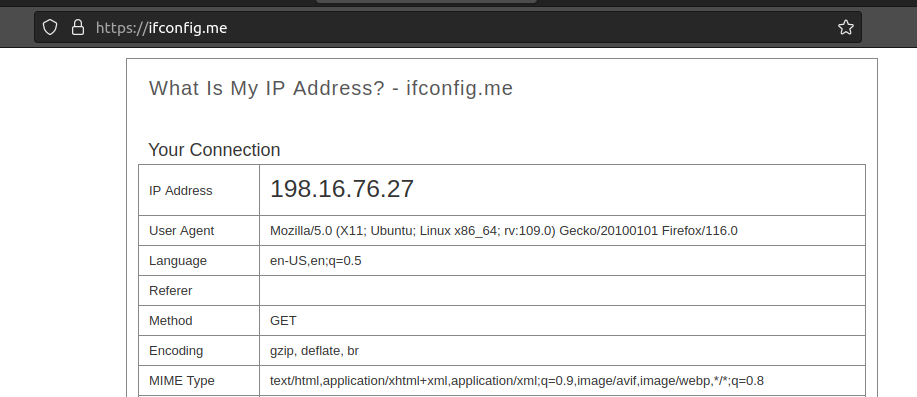 https://ifconfig.me
What Is My IP Address? - ifconfig.me
Your Connection
IP Address 198.16.76.27
User Agent Mozilla/5.0 (X11; Ubuntu; Linux x86_64; rv:109.0) Gecko/20100101 Firefox/116.0
Language en-US,en;q=0.5
Referer
Method GET
Encoding gzip, deflate, br
MIME Type text/html,application/xhtml+xml,application/xml;q=0.9,image/avif,image/webp,*/*;q=0.8